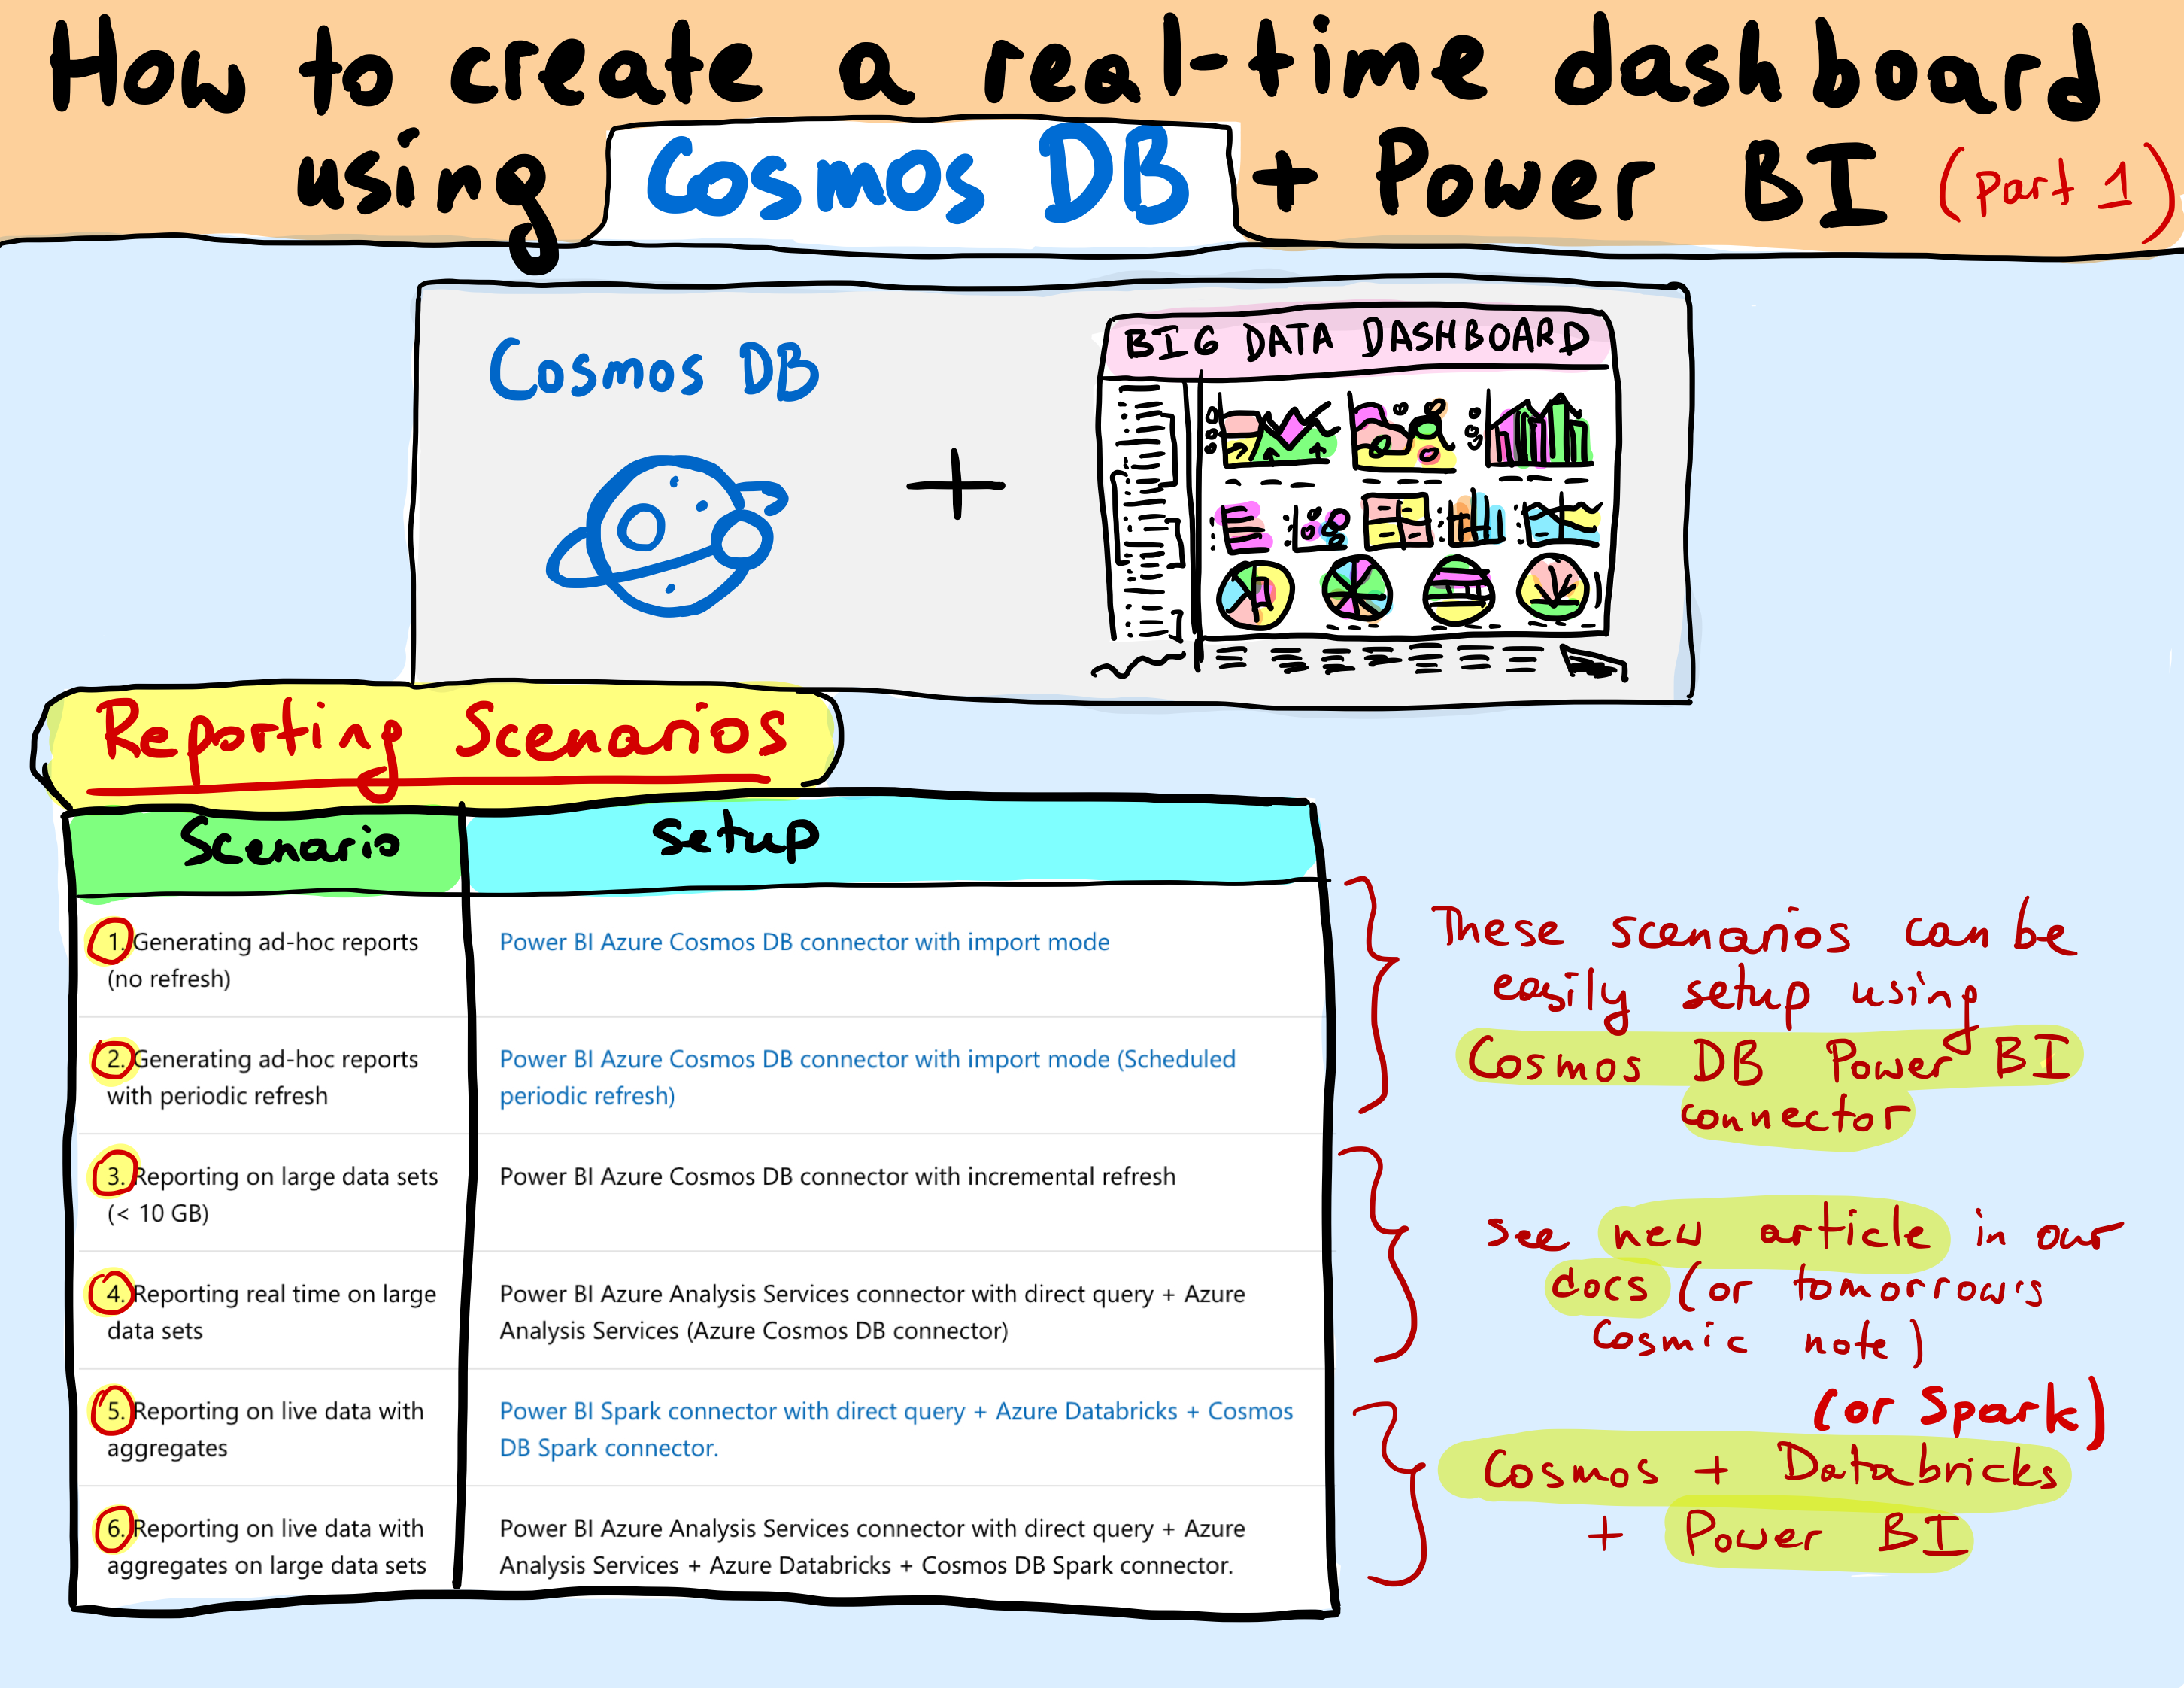 How to create a real-time dashboard
using Cosmos DB + Power BI (part 1)
Cosmos DB
+
BIG DATA DASHBOARD
Reporting Scenarios
Scenario
setup
1. Generating ad-hoc reports
(no refresh)
Power BI Azure Cosmos DB connector with import mode
2. Generating ad-hoc reports
with periodic refresh
Power BI Azure Cosmos DB connector with import mode (Scheduled
periodic refresh)
These scenarios can be
easily setup using
Cosmos DB Power BI
connector
3. Reporting on large data sets
(< 10 GB)
Power BI Azure Cosmos DB connector with incremental refresh
4. Reporting real time on large
data sets
Power BI Azure Analysis Services connector with direct query + Azure
Analysis Services (Azure Cosmos DB connector)
see new article in our
docs (or tomorrow's
Cosmic note)
5. Reporting on live data with
aggregates
Power BI Spark connector with direct query + Azure Databricks + Cosmos
DB Spark connector.
6. Reporting on live data with
aggregates on large data sets
Power BI Azure Analysis Services connector with direct query + Azure
Analysis Services + Azure Databricks + Cosmos DB Spark connector.
(or Spark)
Cosmos + Databricks
+ Power BI